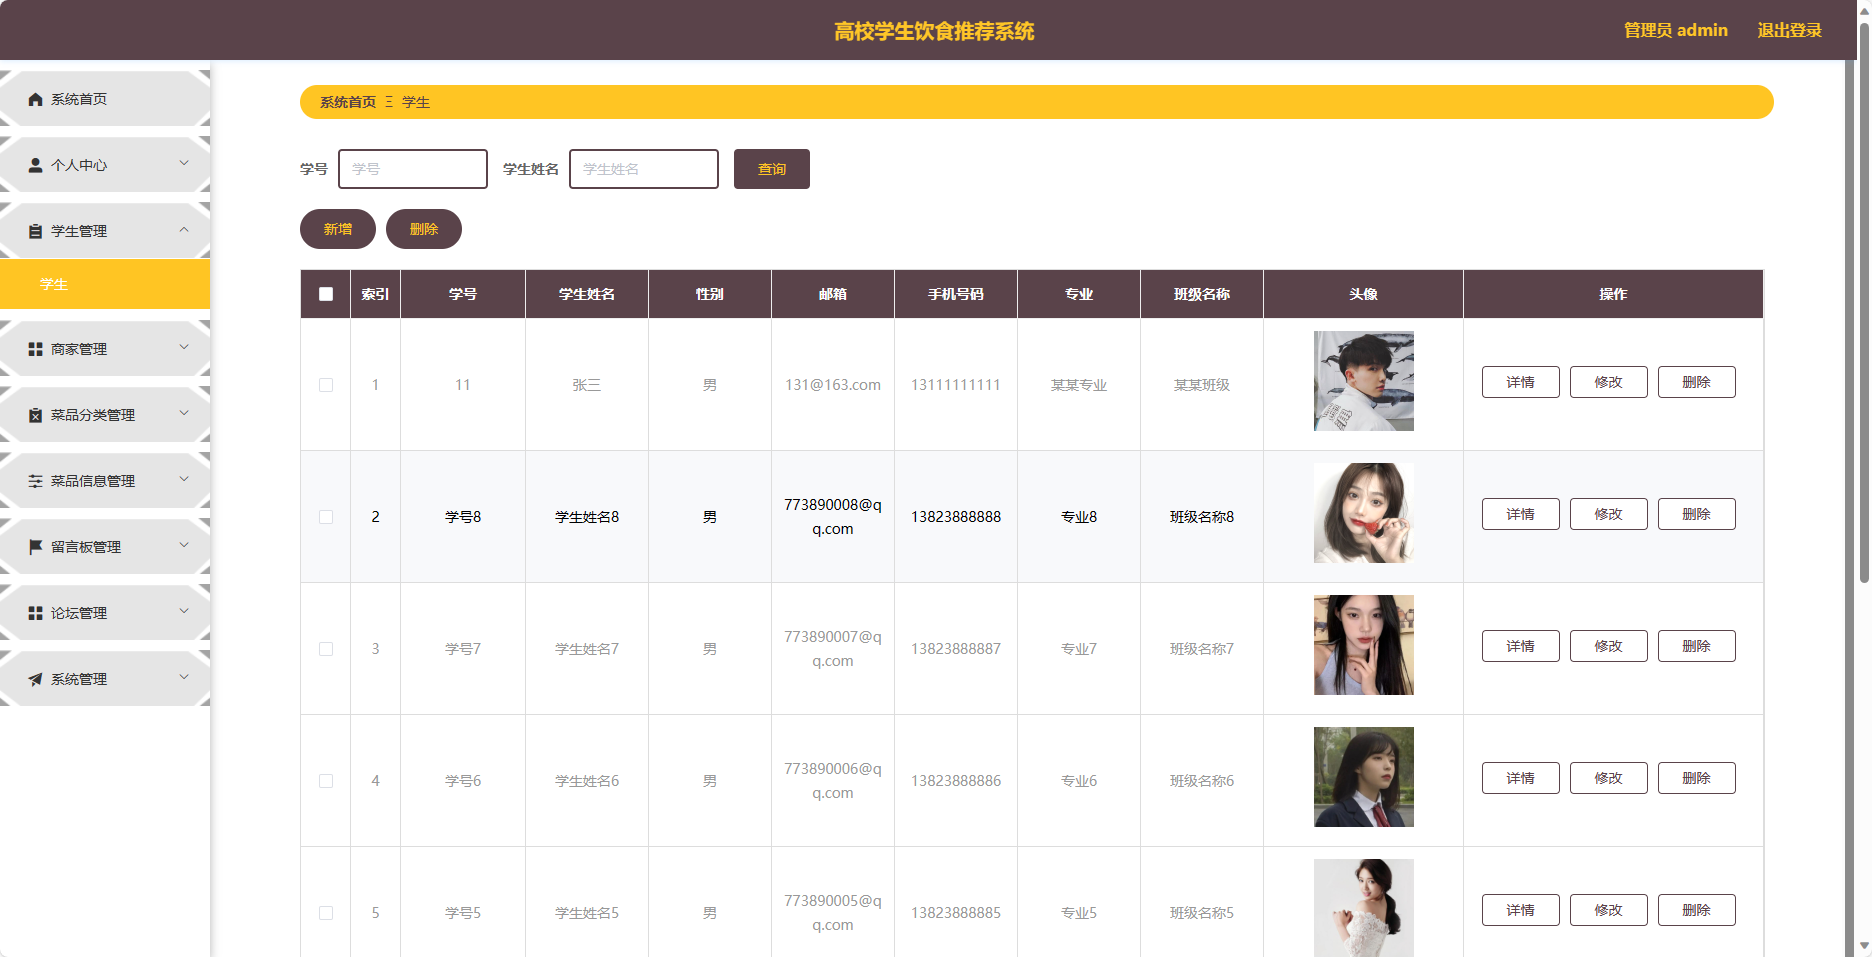 高校学生饮食推荐系统
管理员 admin
退出登录
系统首页
个人中心
学生管理
学生
商家管理
菜品分类管理
菜品信息管理
留言板管理
论坛管理
系统管理
系统首页 Ξ 学生
学号 学号 学生姓名 学生姓名 查询
新增 删除
索引 学号 学生姓名 性别 邮箱 手机号码 专业 班级名称 头像 操作
1 11 张三 男 131@163.com 13111111111 某某专业 某某班级 详情 修改 删除
2 学号8 学生姓名8 男 773890008@q
q.com 13823888888 专业8 班级名称8 详情 修改 删除
3 学号7 学生姓名7 男 773890007@q
q.com 13823888887 专业7 班级名称7 详情 修改 删除
4 学号6 学生姓名6 男 773890006@q
q.com 13823888886 专业6 班级名称6 详情 修改 删除
5 学号5 学生姓名5 男 773890005@q
q.com 13823888885 专业5 班级名称5 详情 修改 删除